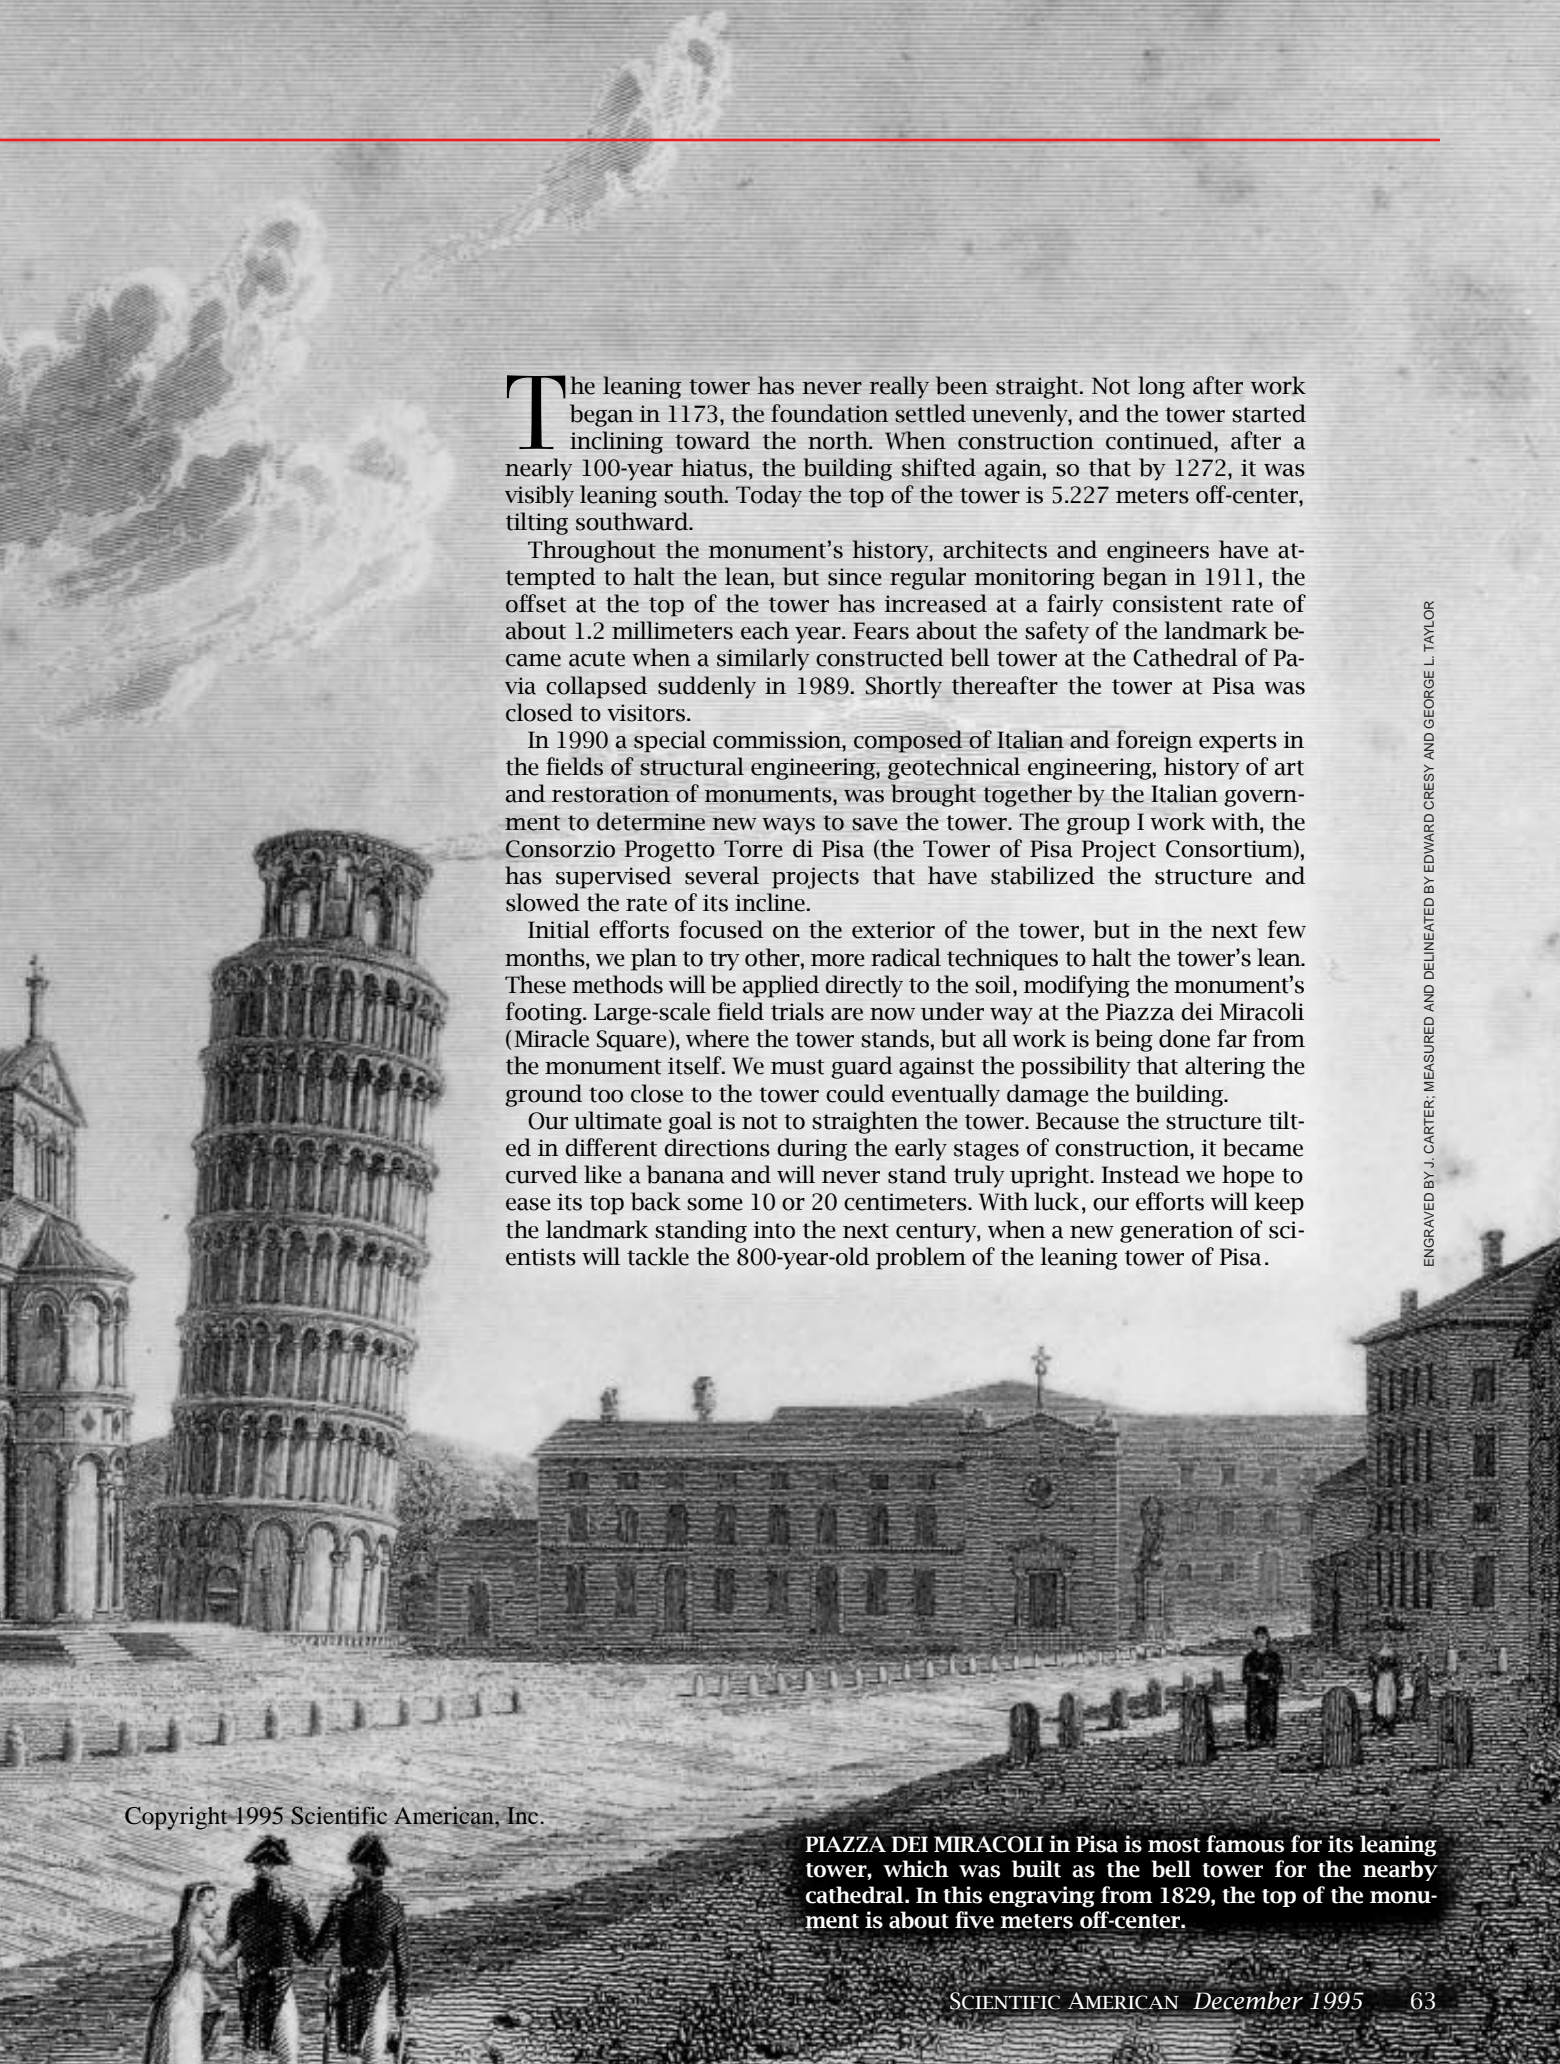 The leaning tower has never really been straight. Not long after work
began in 1173, the foundation settled unevenly, and the tower started
inclining toward the north. When construction continued, after a
nearly 100-year hiatus, the building shifted again, so that by 1272, it was
visibly leaning south. Today the top of the tower is 5.227 meters off-center,
tilting southward.
Throughout the monument’s history, architects and engineers have at-
tempted to halt the lean, but since regular monitoring began in 1911, the
offset at the top of the tower has increased at a fairly consistent rate of
about 1.2 millimeters each year. Fears about the safety of the landmark be-
came acute when a similarly constructed bell tower at the Cathedral of Pa-
via collapsed suddenly in 1989. Shortly thereafter the tower at Pisa was
closed to visitors.
In 1990 a special commission, composed of Italian and foreign experts in
the fields of structural engineering, geotechnical engineering, history of art
and restoration of monuments, was brought together by the Italian govern-
ment to determine new ways to save the tower. The group I work with, the
Consorzio Progetto Torre di Pisa (the Tower of Pisa Project Consortium),
has supervised several projects that have stabilized the structure and
slowed the rate of its incline.
Initial efforts focused on the exterior of the tower, but in the next few
months, we plan to try other, more radical techniques to halt the tower’s lean.
These methods will be applied directly to the soil, modifying the monument’s
footing. Large-scale field trials are now under way at the Piazza dei Miracoli
(Miracle Square), where the tower stands, but all work is being done far from
the monument itself. We must guard against the possibility that altering the
ground too close to the tower could eventually damage the building.
Our ultimate goal is not to straighten the tower. Because the structure tilt-
ed in different directions during the early stages of construction, it became
curved like a banana and will never stand truly upright. Instead we hope to
ease its top back some 10 or 20 centimeters. With luck, our efforts will keep
the landmark standing into the next century, when a new generation of sci-
entists will tackle the 800-year-old problem of the leaning tower of Pisa.
ENGRAVED BY J. CARTER; MEASURED AND DELINEATED BY EDWARD CRESY AND GEORGE L. TAYLOR
Copyright 1995 Scientific American, Inc.
PIAZZA DEI MIRACOLI in Pisa is most famous for its leaning
tower, which was built as the bell tower for the nearby
cathedral. In this engraving from 1829, the top of the monu-
ment is about five meters off-center.
SCIENTIFIC AMERICAN December 1995 63